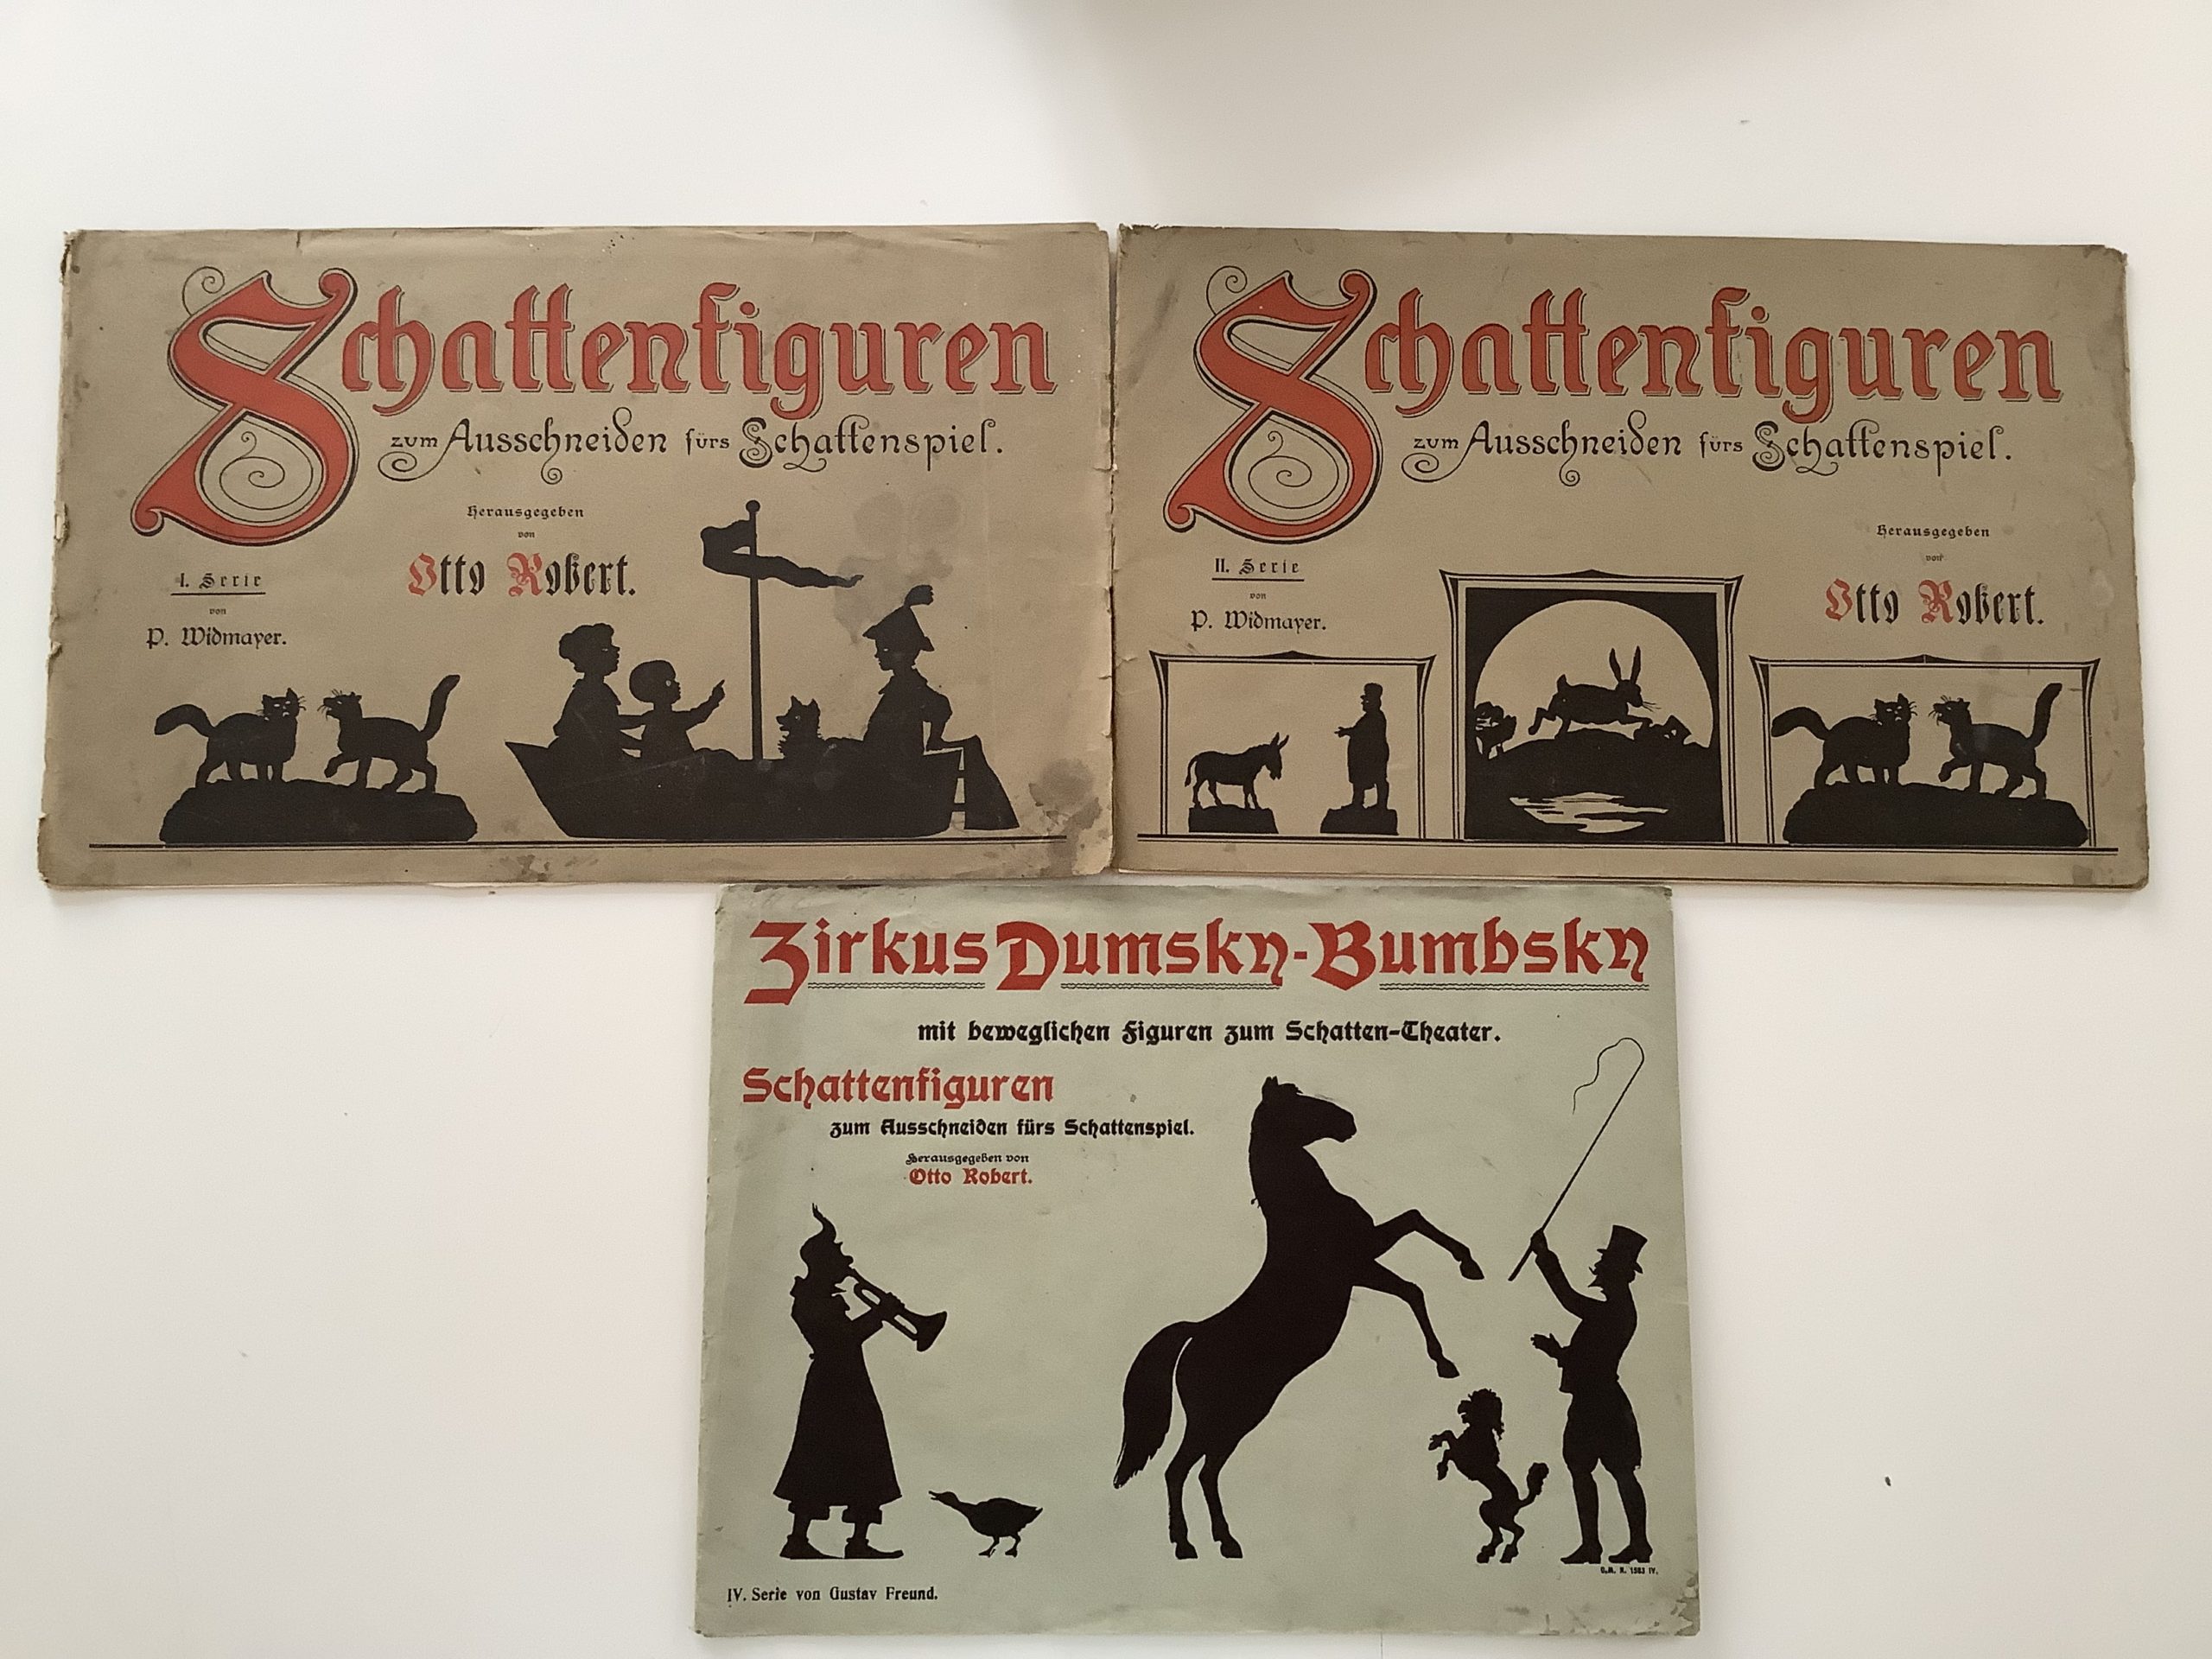 Schattenfiguren
zum Ausschneiden fürs Schattenspiel.
Herausgegeben
von
Otto Robert.
I. Serie
von
P. Widmayer.
Schattenfiguren
zum Ausschneiden fürs Schattenspiel.
Herausgegeben
von
Otto Robert.
II. Serie
von
P. Widmayer.
Zirkus Dumsky-Bumbsky
mit beweglichen Figuren zum Schatten-Theater.
Schattenfiguren
zum Ausschneiden fürs Schattenspiel.
Herausgegeben von
Otto Robert.
IV. Serie von Gustav Freund.